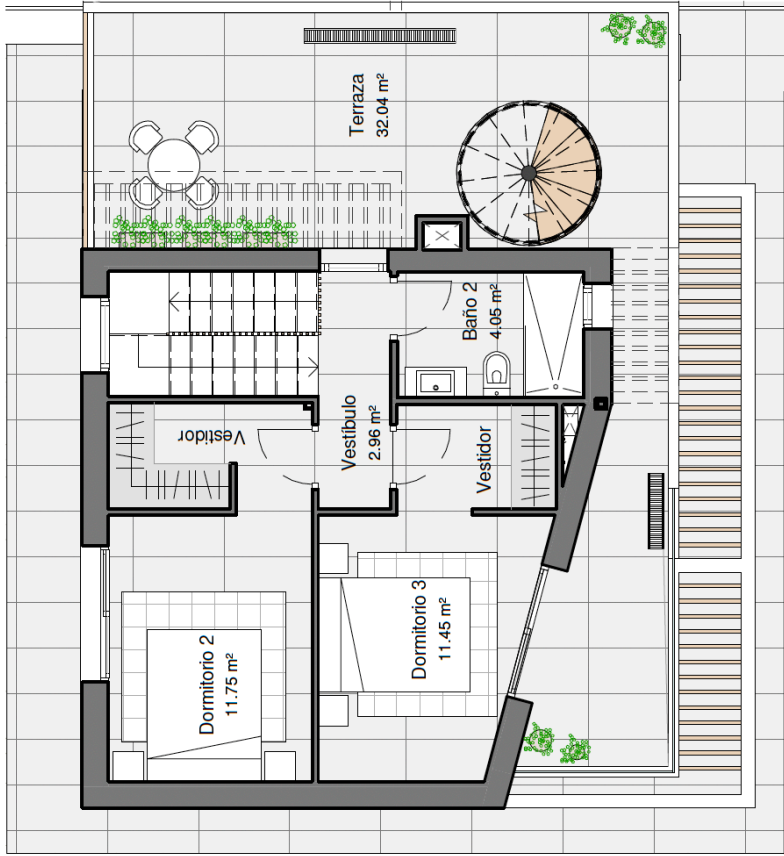 Terraza
32.04 m²
Baño 2
4.05 m²
Vestidor
Vestíbulo
2.96 m²
Vestidor
Dormitorio 2
11.75 m²
Dormitorio 3
11.45 m²